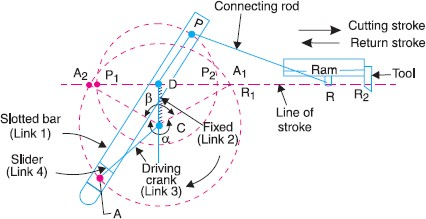 P
Connecting rod
Cutting stroke
Return stroke
A2 P1
D
P2 A1
Ram
Tool
R1
R R2
β
Slotted bar
(Link 1)
C
Fixed
(Link 2)
Line of
stroke
α
Slider
(Link 4)
Driving
crank
(Link 3)
A